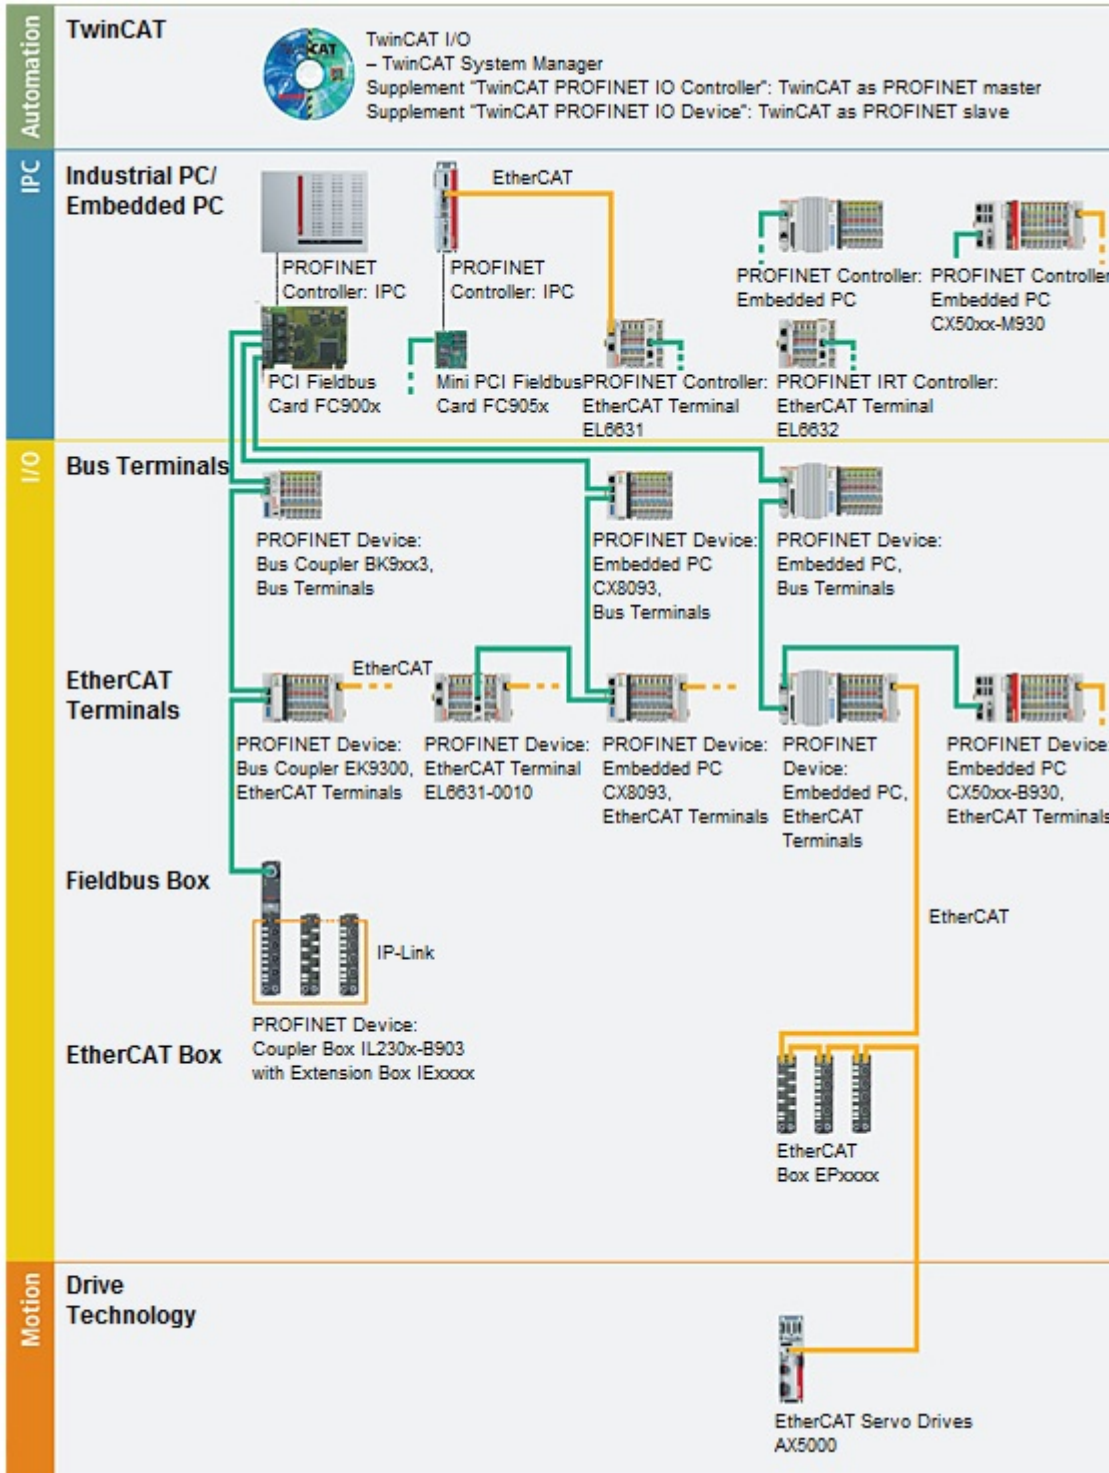 Automation
TwinCAT
TwinCAT
TwinCAT I/O
– TwinCAT System Manager
Supplement "TwinCAT PROFINET IO Controller": TwinCAT as PROFINET master
Supplement "TwinCAT PROFINET IO Device": TwinCAT as PROFINET slave
IPC
Industrial PC/
Embedded PC
EtherCAT
PROFINET
Controller: IPC
PROFINET
Controller: IPC
PROFINET Controller:
Embedded PC
PROFINET Controller
Embedded PC
CX50xx-M930
PCI Fieldbus
Card FC900x
Mini PCI Fieldbus
Card FC905x
PROFINET Controller:
EtherCAT Terminal
EL6631
PROFINET IRT Controller:
EtherCAT Terminal
EL6632
I/O
Bus Terminals
PROFINET Device:
Bus Coupler BK9xx3,
Bus Terminals
PROFINET Device:
Embedded PC
CX8093,
Bus Terminals
PROFINET Device:
Embedded PC,
Bus Terminals
EtherCAT
Terminals
EtherCAT
PROFINET Device:
Bus Coupler EK9300,
EtherCAT Terminals
PROFINET Device:
EtherCAT Terminal
EL6631-0010
PROFINET Device:
Embedded PC
CX8093,
EtherCAT Terminals
PROFINET
Device:
Embedded PC,
EtherCAT
Terminals
PROFINET Device:
Embedded PC
CX50xx-B930,
EtherCAT Terminals
Fieldbus Box
IP-Link
EtherCAT
PROFINET Device:
Coupler Box IL230x-B903
with Extension Box IExxxx
EtherCAT Box
EtherCAT
Box EPxxxx
Motion
Drive
Technology
EtherCAT Servo Drives
AX5000